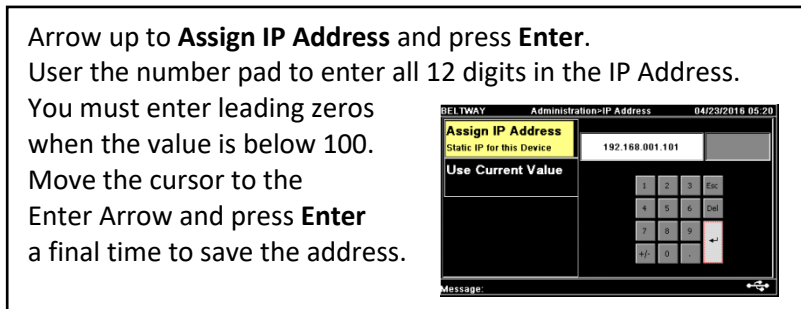 Arrow up to Assign IP Address and press Enter.
User the number pad to enter all 12 digits in the IP Address.
You must enter leading zeros
when the value is below 100.
Move the cursor to the
Enter Arrow and press Enter
a final time to save the address.
BELTWAY Administration>IP Address 04/23/2016 05:20
Assign IP Address
Static IP for this Device
192.168.001.101
Use Current Value
1 2 3 Esc
4 5 6 Del
7 8 9
+/- 0 .
Message: